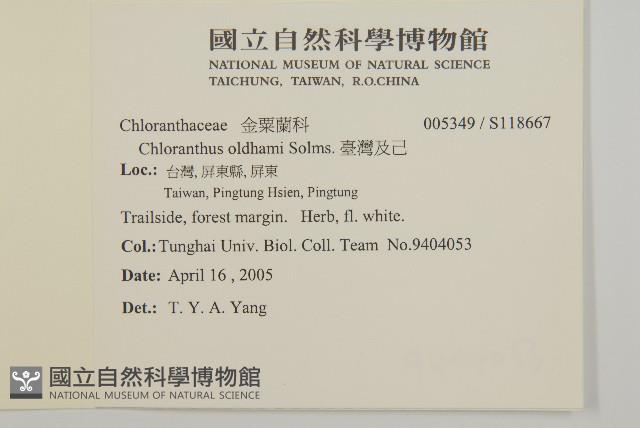 國立自然科學博物館
NATIONAL MUSEUM OF NATURAL SCIENCE
TAICHUNG, TAIWAN, R.O.CHINA
Chloranthaceae 金粟蘭科 005349 / S118667
Chloranthus oldhami Solms. 臺灣及己
Loc.: 台灣, 屏東縣, 屏東
Taiwan, Pingtung Hsien, Pingtung
Trailside, forest margin. Herb, fl. white.
Col.: Tunghai Univ. Biol. Coll. Team No.9404053
Date: April 16 , 2005
Det.: T. Y. A. Yang
國立自然科學博物館
NATIONAL MUSEUM OF NATURAL SCIENCE